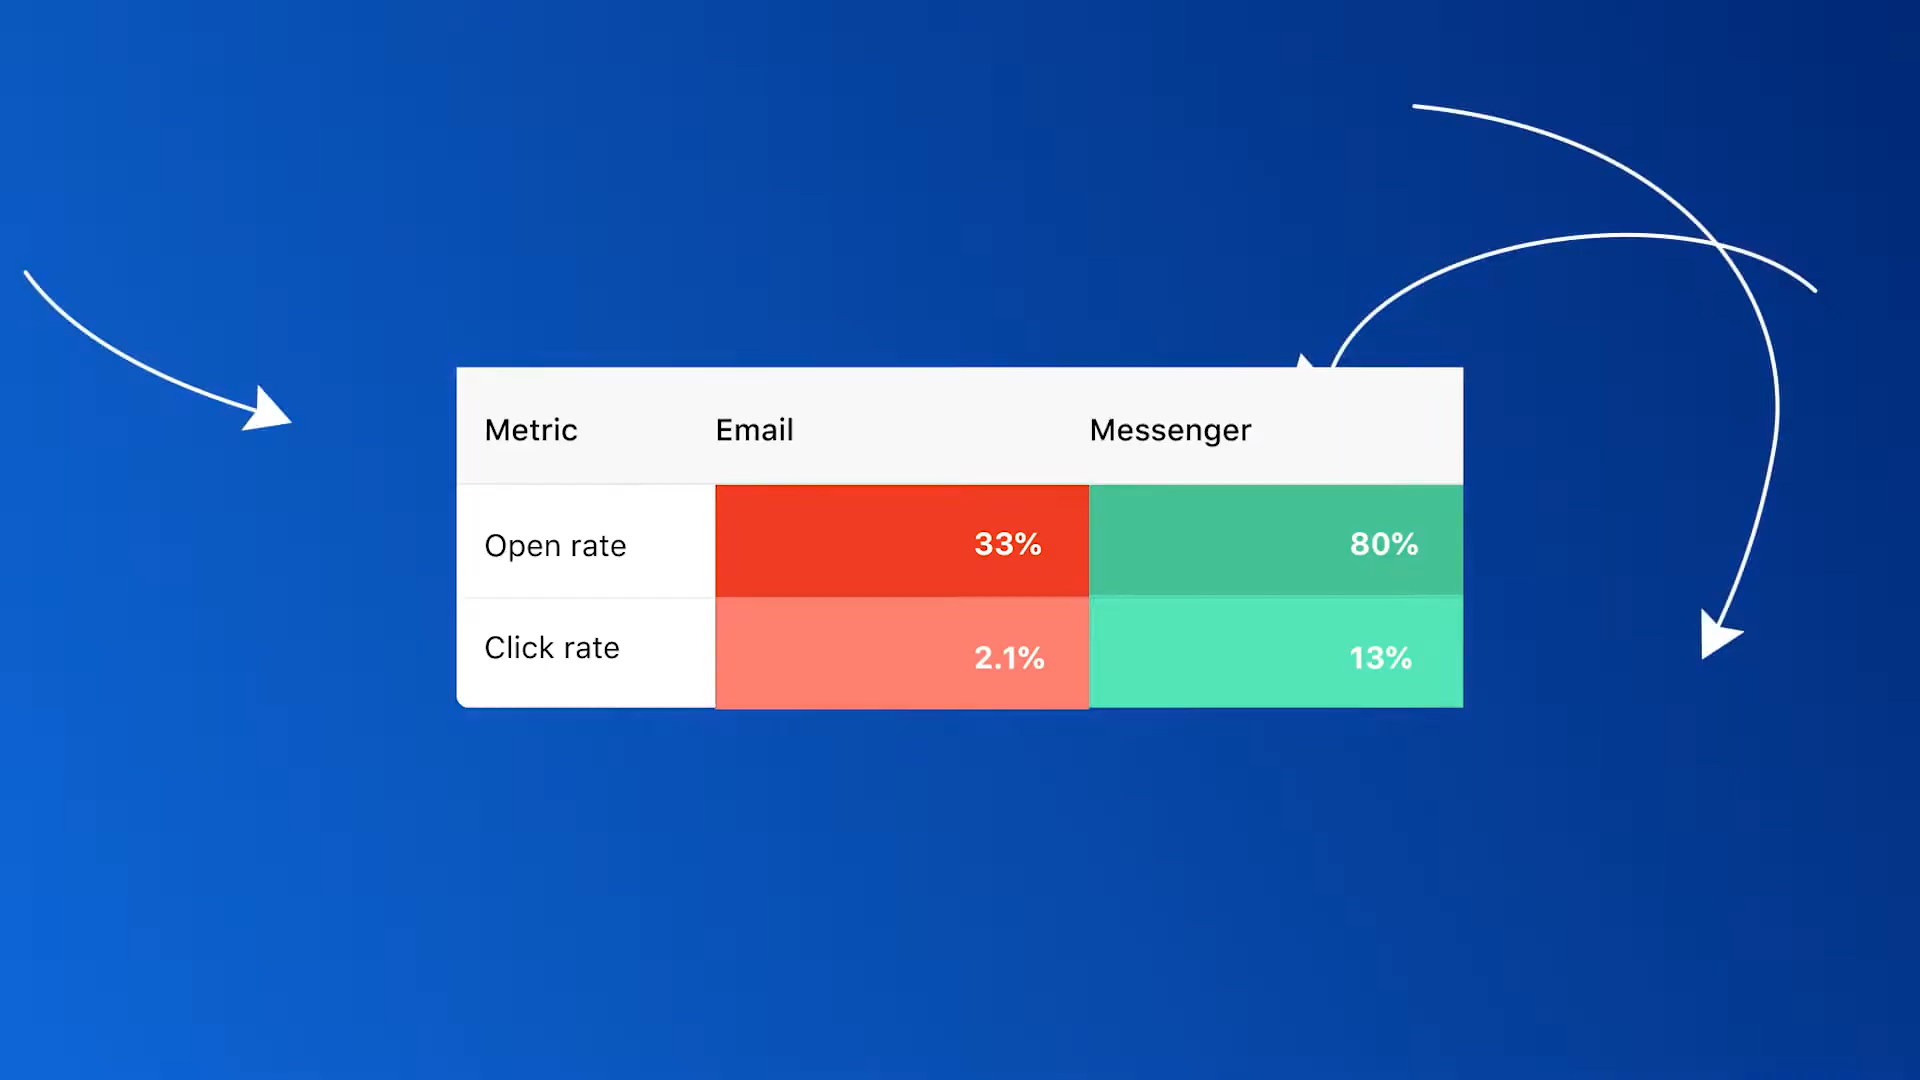 Metric Email Messenger
Open rate 33% 80%
Click rate 2.1% 13%